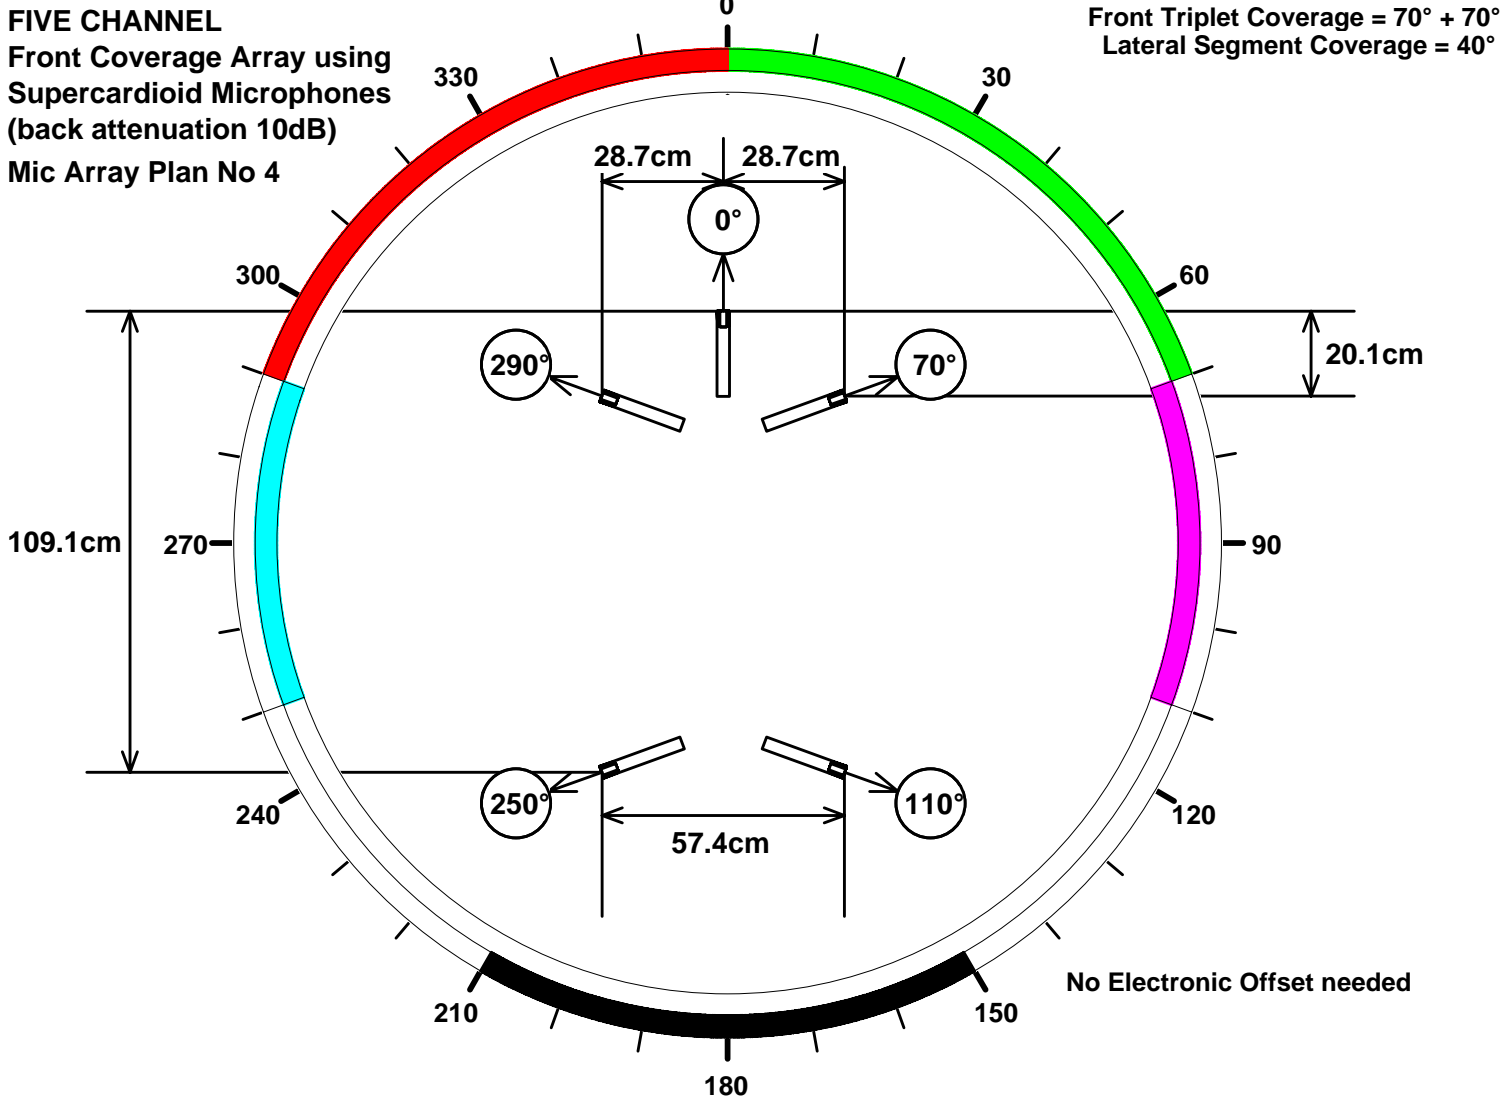 FIVE CHANNEL
Front Coverage Array using
Supercardioid Microphones
(back attenuation 10dB)
Mic Array Plan No 4
Front Triplet Coverage = 70° + 70°
Lateral Segment Coverage = 40°
0
330
30
28.7cm
28.7cm
0°
300
60
290°
70°
20.1cm
109.1cm
270
90
240
250°
110°
120
57.4cm
No Electronic Offset needed
210
150
180